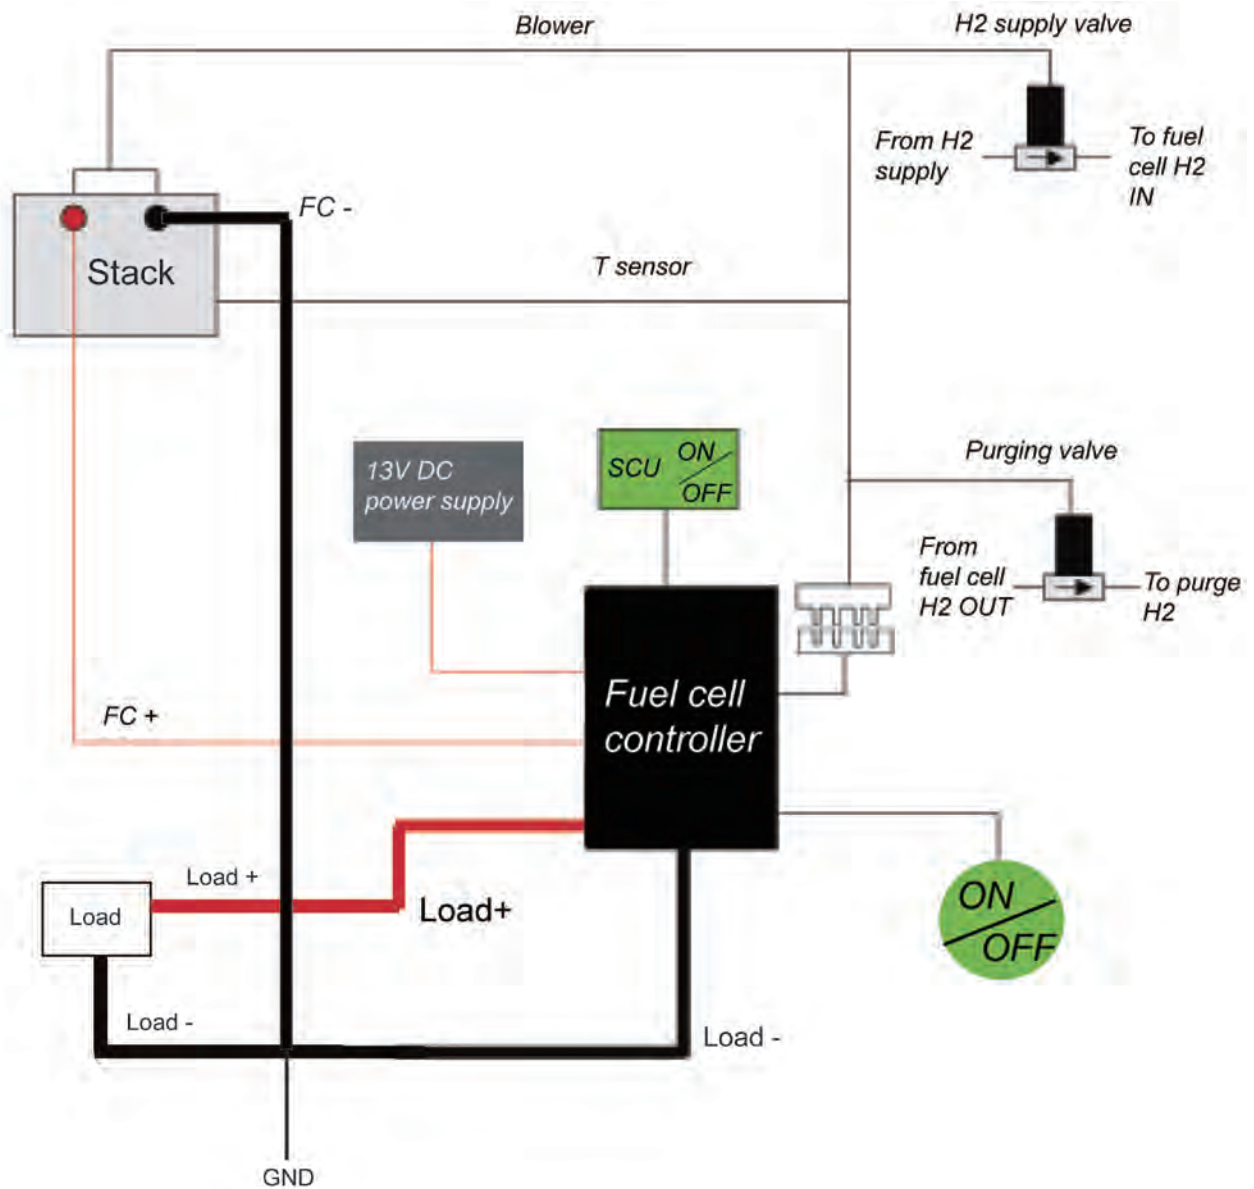 Blower
H2 supply valve
From H2
supply
To fuel
cell H2
IN
FC -
Stack
T sensor
13V DC
power supply
SCU ON
OFF
Purging valve
From
fuel cell
H2 OUT
To purge
H2
Fuel cell
controller
FC +
Load +
Load
Load+
ON
OFF
Load -
Load -
GND